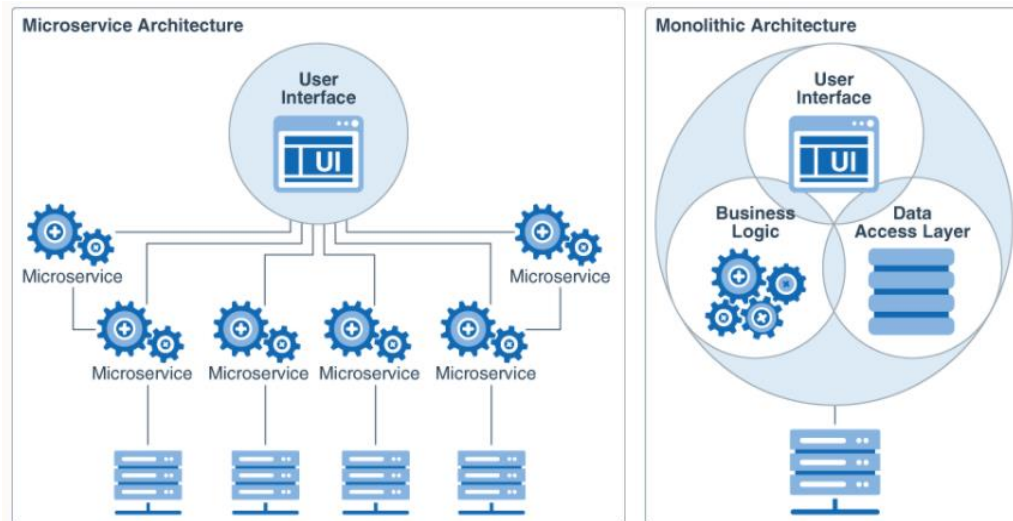 Microservice Architecture
User
Interface
UI
Microservice
Microservice
Microservice
Microservice
Microservice
Microservice
Monolithic Architecture
User
Interface
UI
Business
Logic
Data
Access Layer